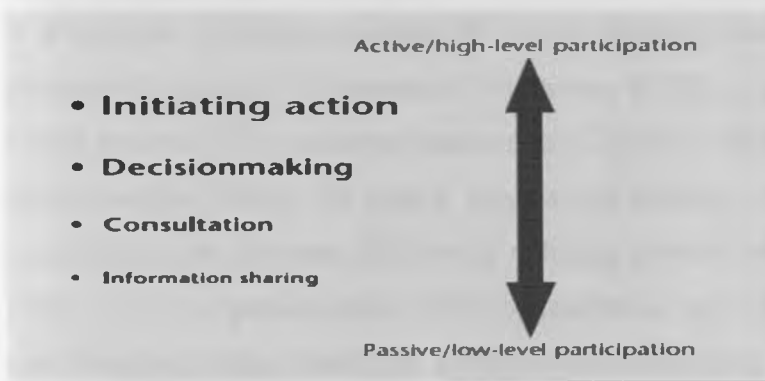 Active/high-level participation
• Initiating action
• Decisionmaking
• Consultation
• Information sharing
Passive/low-level participation